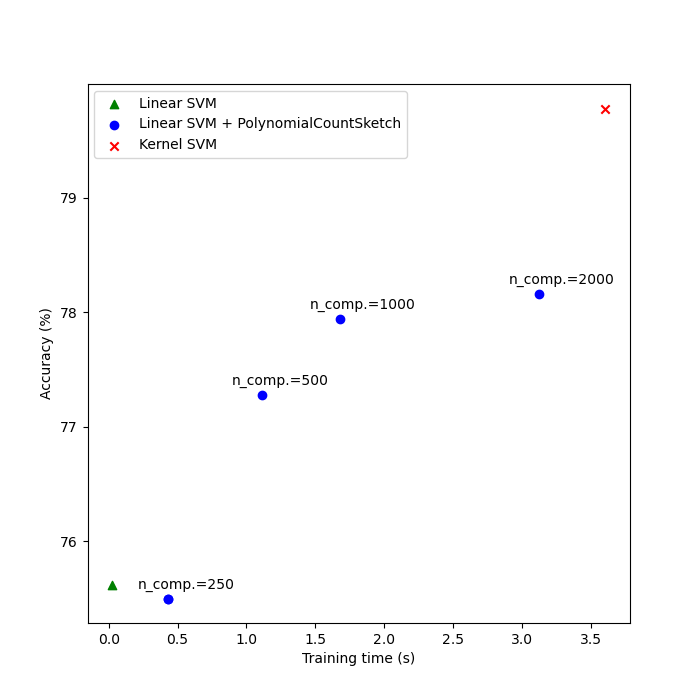 Linear SVM
Linear SVM + PolynomialCountSketch
Kernel SVM
79
n_comp.=2000
78
n_comp.=1000
Accuracy (%)
n_comp.=500
77
76
n_comp.=250
0.0 0.5 1.0 1.5 2.0 2.5 3.0 3.5
Training time (s)